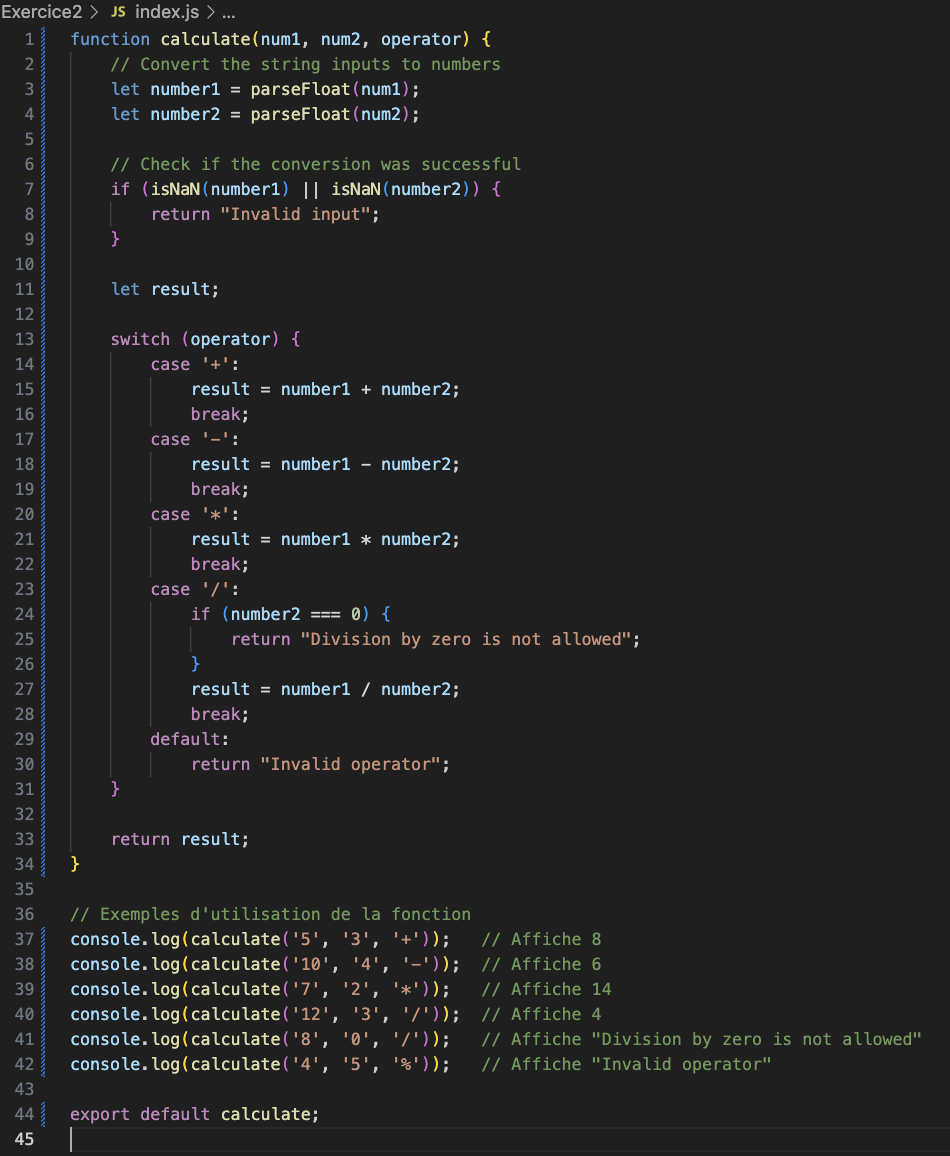 Exercice2 > JS index.js > ...
1 function calculate(num1, num2, operator) {
2     // Convert the string inputs to numbers
3     let number1 = parseFloat(num1);
4     let number2 = parseFloat(num2);
5
6     // Check if the conversion was successful
7     if (isNaN(number1) || isNaN(number2)) {
8         return "Invalid input";
9     }
10
11     let result;
12
13     switch (operator) {
14         case '+':
15             result = number1 + number2;
16             break;
17         case '-':
18             result = number1 - number2;
19             break;
20         case '*':
21             result = number1 * number2;
22             break;
23         case '/':
24             if (number2 === 0) {
25                 return "Division by zero is not allowed";
26             }
27             result = number1 / number2;
28             break;
29         default:
30             return "Invalid operator";
31     }
32
33     return result;
34 }
35
36 // Exemples d'utilisation de la fonction
37 console.log(calculate('5', '3', '+'));   // Affiche 8
38 console.log(calculate('10', '4', '-'));  // Affiche 6
39 console.log(calculate('7', '2', '*'));   // Affiche 14
40 console.log(calculate('12', '3', '/'));  // Affiche 4
41 console.log(calculate('8', '0', '/'));   // Affiche "Division by zero is not allowed"
42 console.log(calculate('4', '5', '%'));   // Affiche "Invalid operator"
43
44 export default calculate;
45